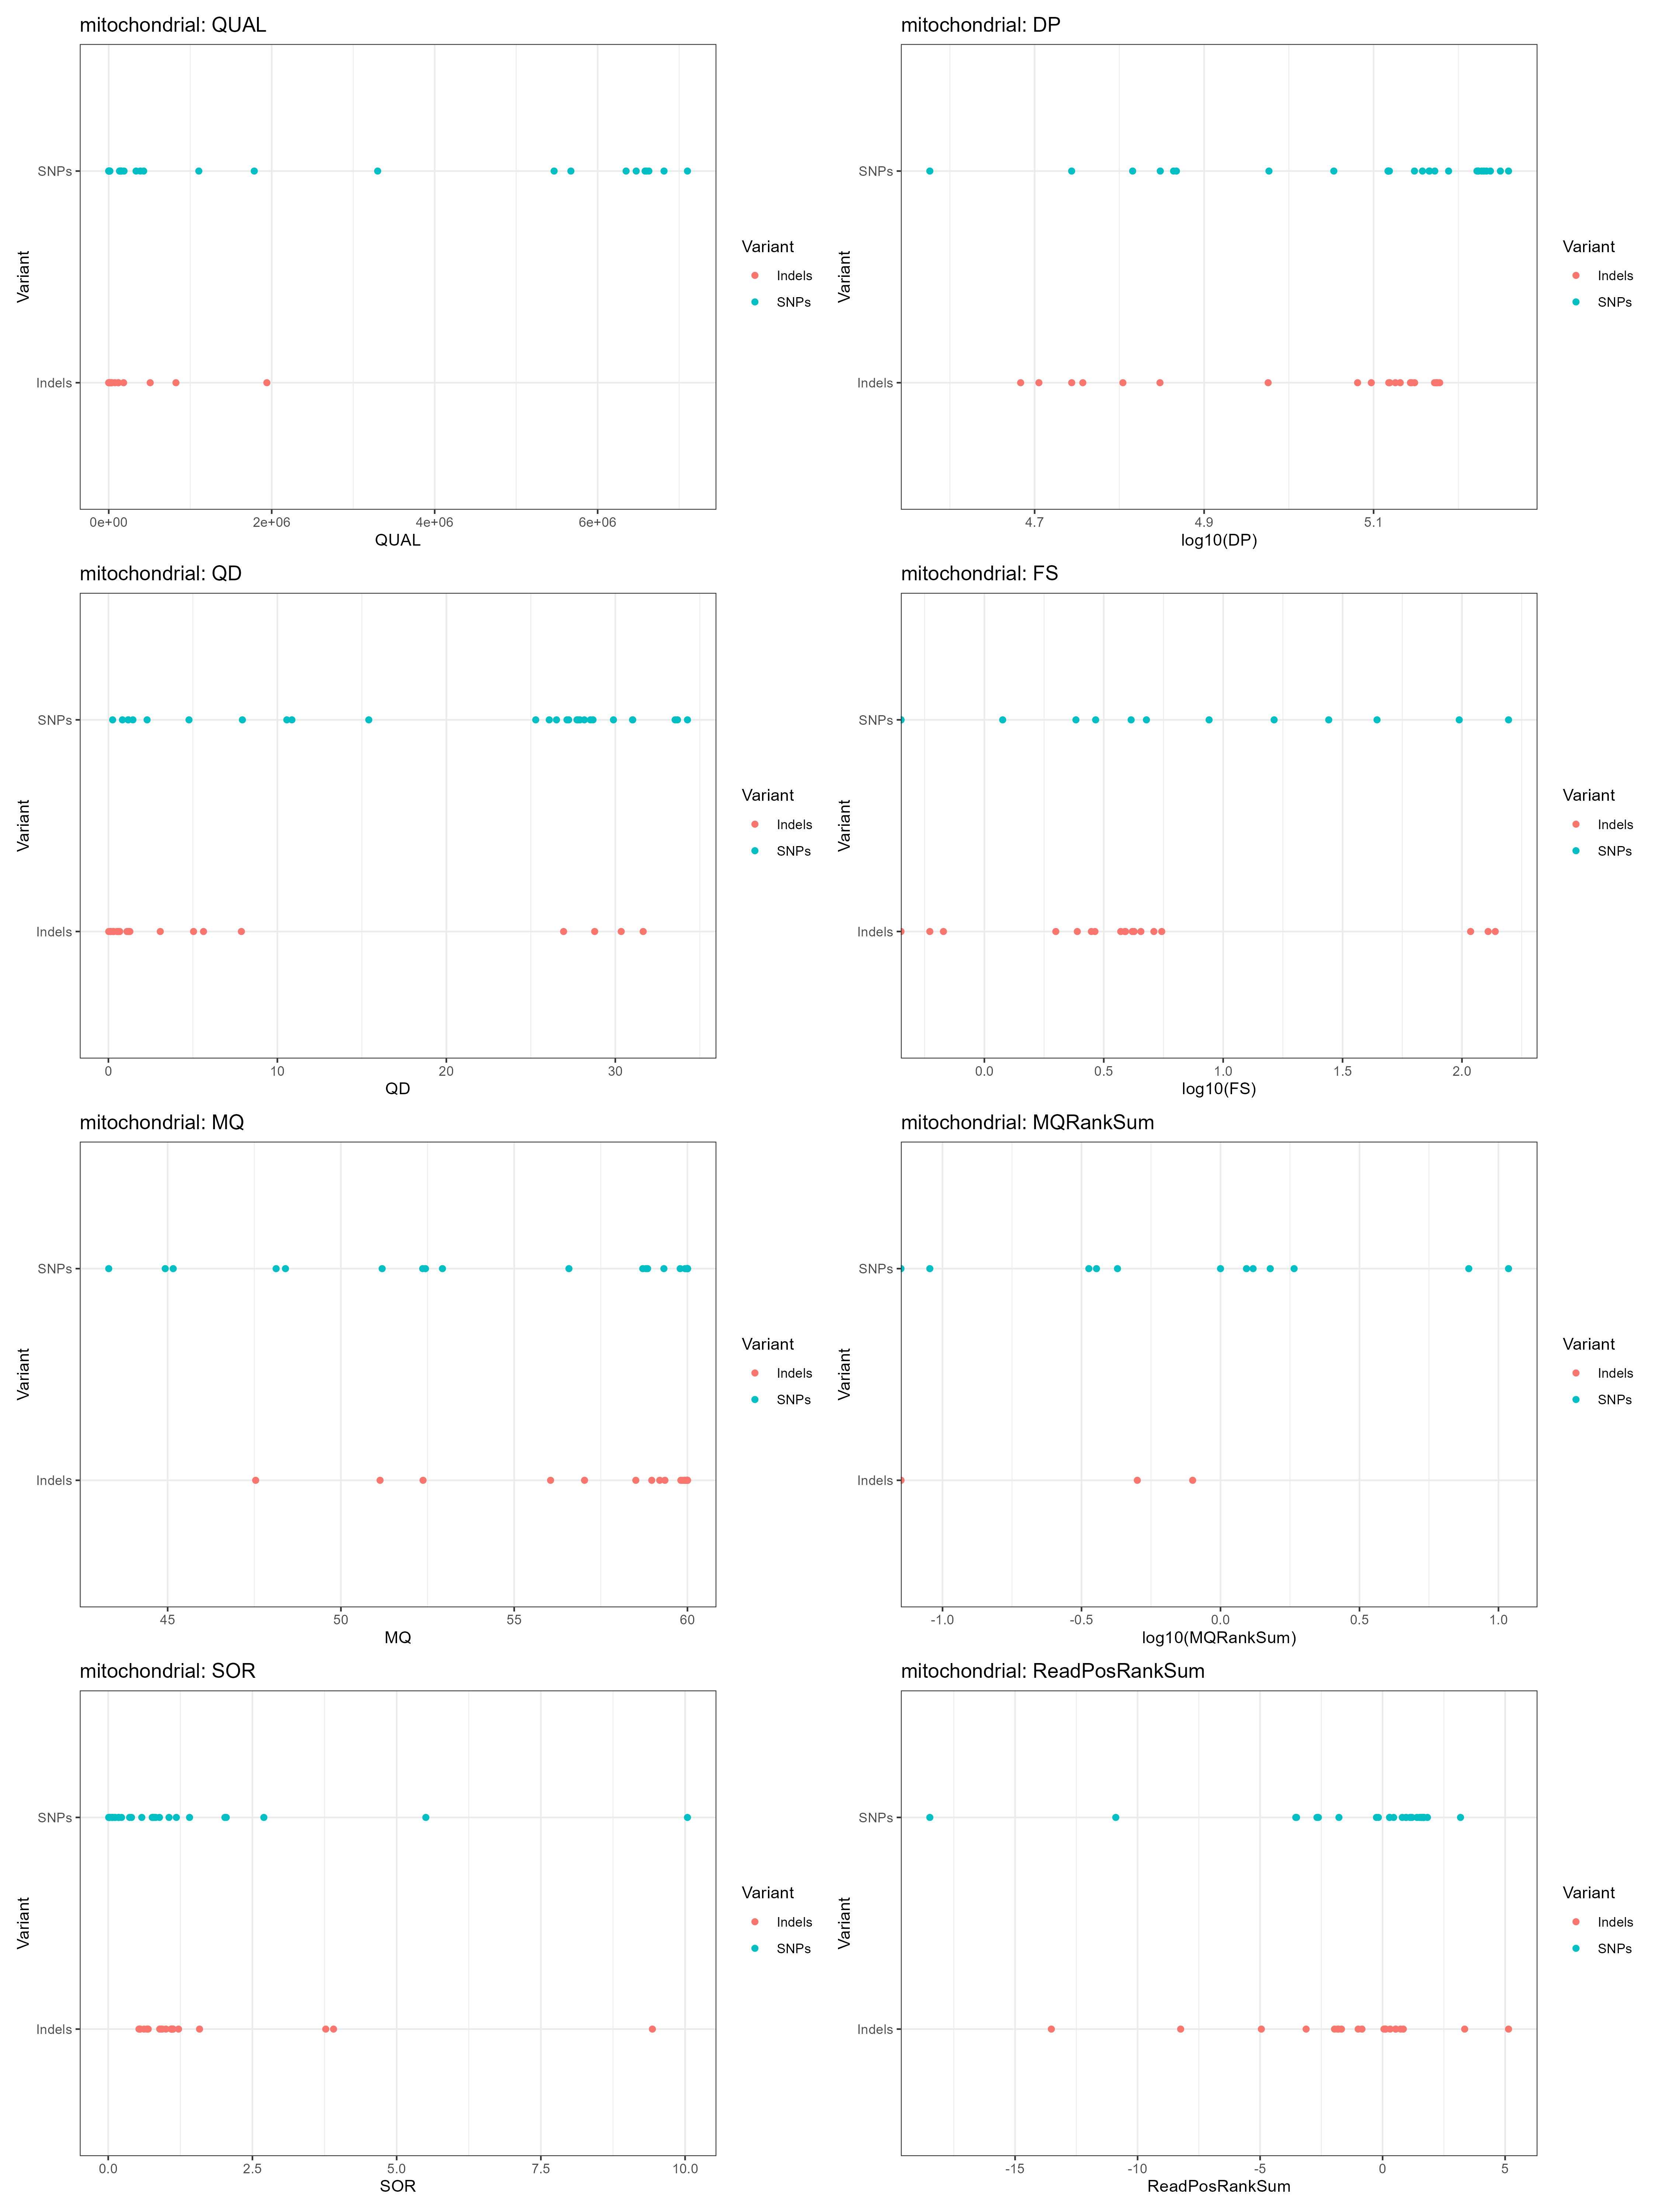 mitochondrial: QUAL
Variant
SNPs
Indels
0e+00 2e+06 4e+06 6e+06
QUAL
Variant
Indels
SNPs
mitochondrial: DP
Variant
SNPs
Indels
4.7 4.9 5.1
log10(DP)
Variant
Indels
SNPs
mitochondrial: QD
Variant
SNPs
Indels
0 10 20 30
QD
Variant
Indels
SNPs
mitochondrial: FS
Variant
SNPs
Indels
0.0 0.5 1.0 1.5 2.0
log10(FS)
Variant
Indels
SNPs
mitochondrial: MQ
Variant
SNPs
Indels
45 50 55 60
MQ
Variant
Indels
SNPs
mitochondrial: MQRankSum
Variant
SNPs
Indels
-1.0 -0.5 0.0 0.5 1.0
log10(MQRankSum)
Variant
Indels
SNPs
mitochondrial: SOR
Variant
SNPs
Indels
0.0 2.5 5.0 7.5 10.0
SOR
Variant
Indels
SNPs
mitochondrial: ReadPosRankSum
Variant
SNPs
Indels
-15 -10 -5 0 5
ReadPosRankSum
Variant
Indels
SNPs